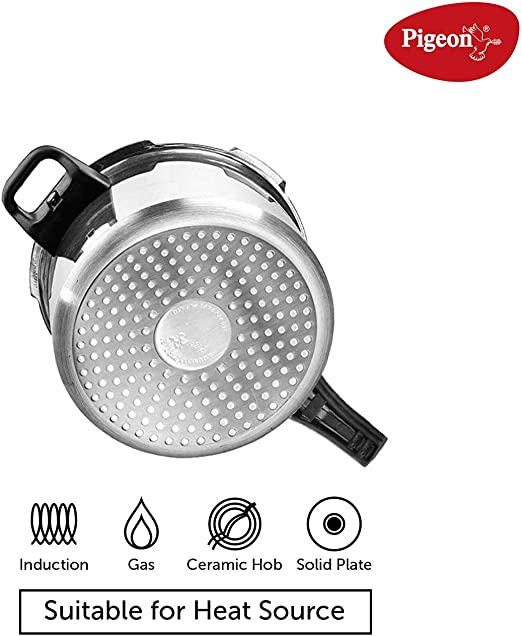 Pigeon®
Induction
Gas
Ceramic Hob
Solid Plate
Suitable for Heat Source